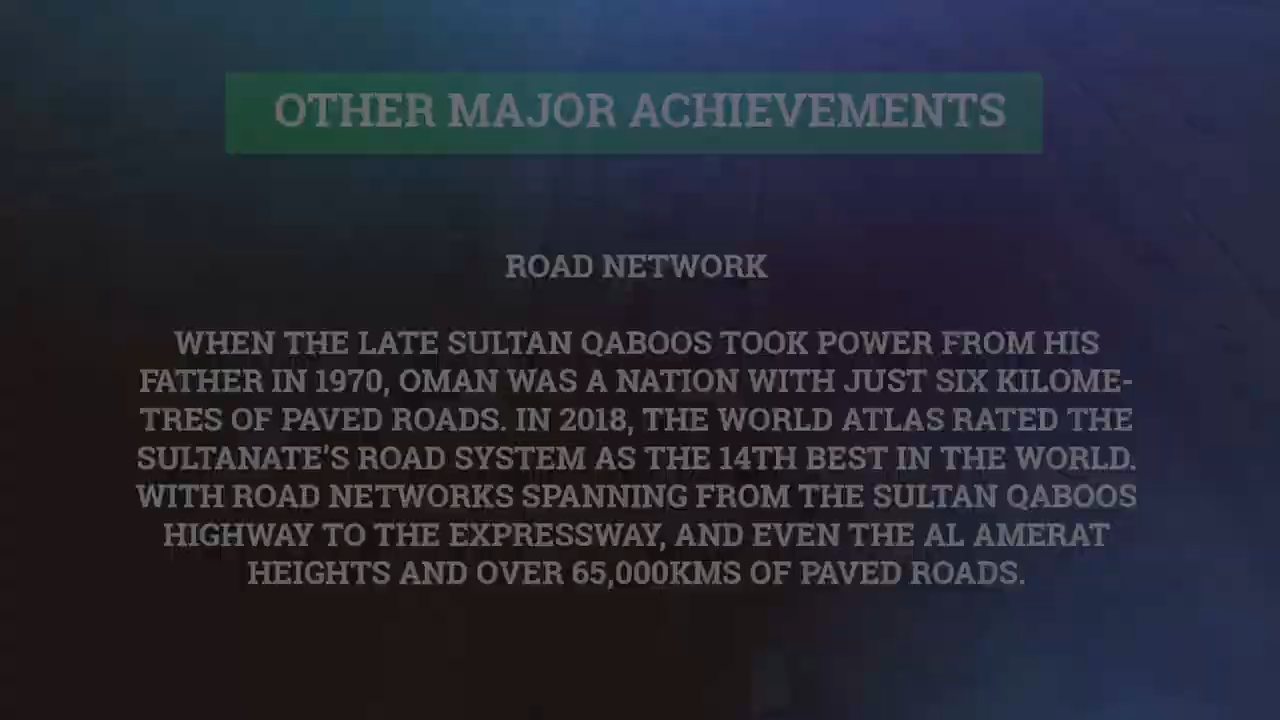 OTHER MAJOR ACHIEVEMENTS
ROAD NETWORK
WHEN THE LATE SULTAN QABOOS TOOK POWER FROM HIS
FATHER IN 1970, OMAN WAS A NATION WITH JUST SIX KILOME-
TRES OF PAVED ROADS. IN 2018, THE WORLD ATLAS RATED THE
SULTANATE'S ROAD SYSTEM AS THE 14TH BEST IN THE WORLD.
WITH ROAD NETWORKS SPANNING FROM THE SULTAN QABOOS
HIGHWAY TO THE EXPRESSWAY, AND EVEN THE AL AMERAT
HEIGHTS AND OVER 65,000KMS OF PAVED ROADS.